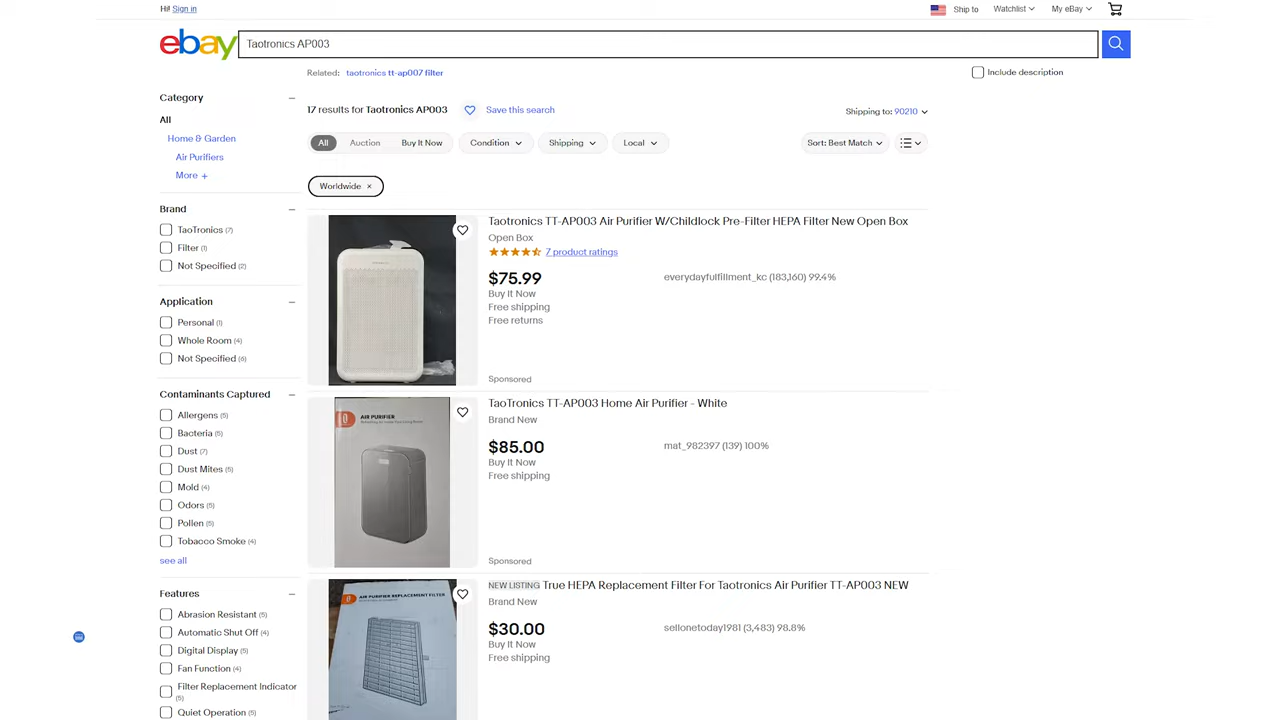 Hi! Sign in
Ship to
Watchlist
My eBay
ebay
Taotronics AP003
Related: taotronics tt-ap007 filter
Include description
Category
All
Home & Garden
Air Purifiers
More +
17 results for Taotronics AP003
Save this search
Shipping to: 90210
All
Auction
Buy It Now
Condition
Shipping
Local
Sort: Best Match
Worldwide ×
Brand
TaoTronics (7)
Filter (1)
Not Specified (2)
Application
Personal (1)
Whole Room (4)
Not Specified (6)
Contaminants Captured
Allergens (5)
Bacteria (5)
Dust (7)
Dust Mites (5)
Mold (4)
Odors (5)
Pollen (5)
Tobacco Smoke (4)
see all
Features
Abrasion Resistant (5)
Automatic Shut Off (4)
Digital Display (5)
Fan Function (4)
Filter Replacement Indicator
(5)
Quiet Operation (5)
Taotronics TT-AP003 Air Purifier W/Childlock Pre-Filter HEPA Filter New Open Box
Open Box
7 product ratings
$75.99
everydayfulfillment_kc (183,160) 99.4%
Buy It Now
Free shipping
Free returns
Sponsored
AIR PURIFIER
TaoTronics TT-AP003 Home Air Purifier - White
Brand New
$85.00
mat_982397 (139) 100%
Buy It Now
Free shipping
Sponsored
AIR PURIFIER REPLACEMENT FILTER
NEW LISTING True HEPA Replacement Filter For Taotronics Air Purifier TT-AP003 NEW
Brand New
$30.00
sellonetoday1981 (3,483) 98.8%
Buy It Now
Free shipping